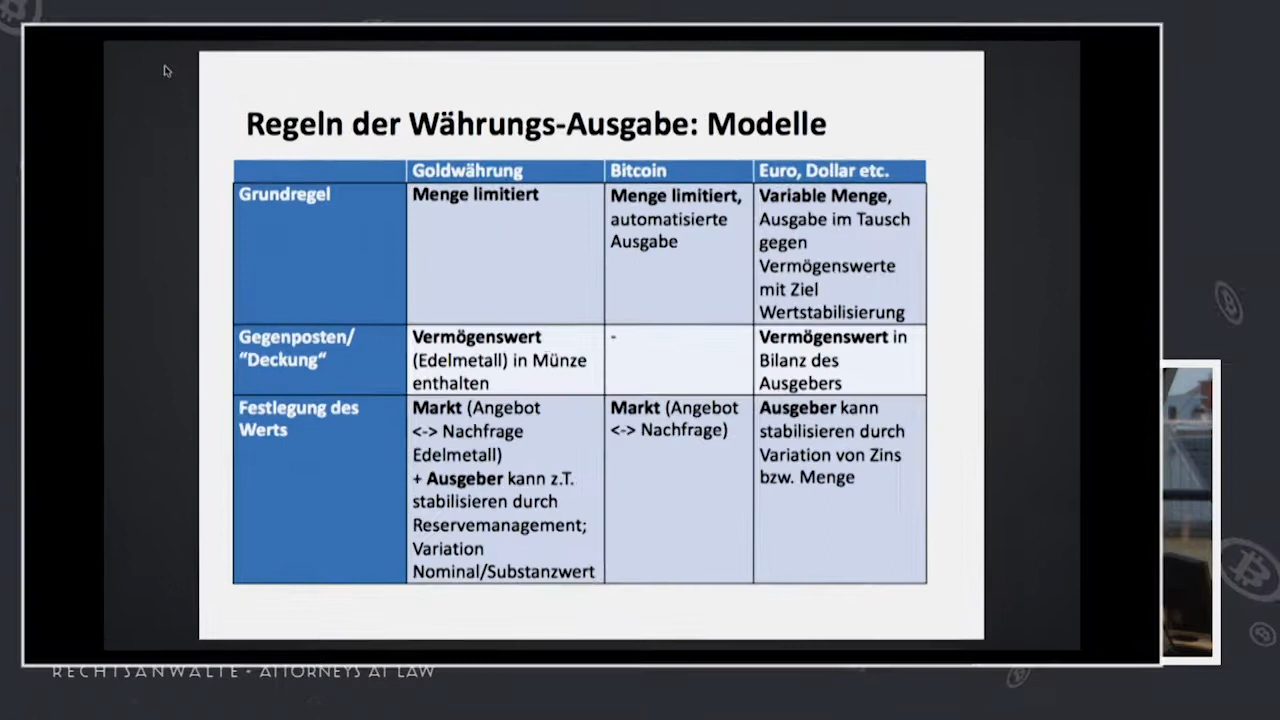 Regeln der Währungs-Ausgabe: Modelle
Goldwährung
Bitcoin
Euro, Dollar etc.
Grundregel
Menge limitiert
Menge limitiert,
automatisierte
Ausgabe
Variable Menge,
Ausgabe im Tausch
gegen
Vermögenswerte
mit Ziel
Wertstabilisierung
Gegenposten/
“Deckung“
Vermögenswert
(Edelmetall) in Münze
enthalten
-
Vermögenswert in
Bilanz des
Ausgebers
Festlegung des
Werts
Markt (Angebot
<-> Nachfrage
Edelmetall)
+ Ausgeber kann z.T.
stabilisieren durch
Reservemanagement;
Variation
Nominal/Substanzwert
Markt (Angebot
<-> Nachfrage)
Ausgeber kann
stabilisieren durch
Variation von Zins
bzw. Menge
RECHTSANWÄLTE - ATTORNEYS AT LAW